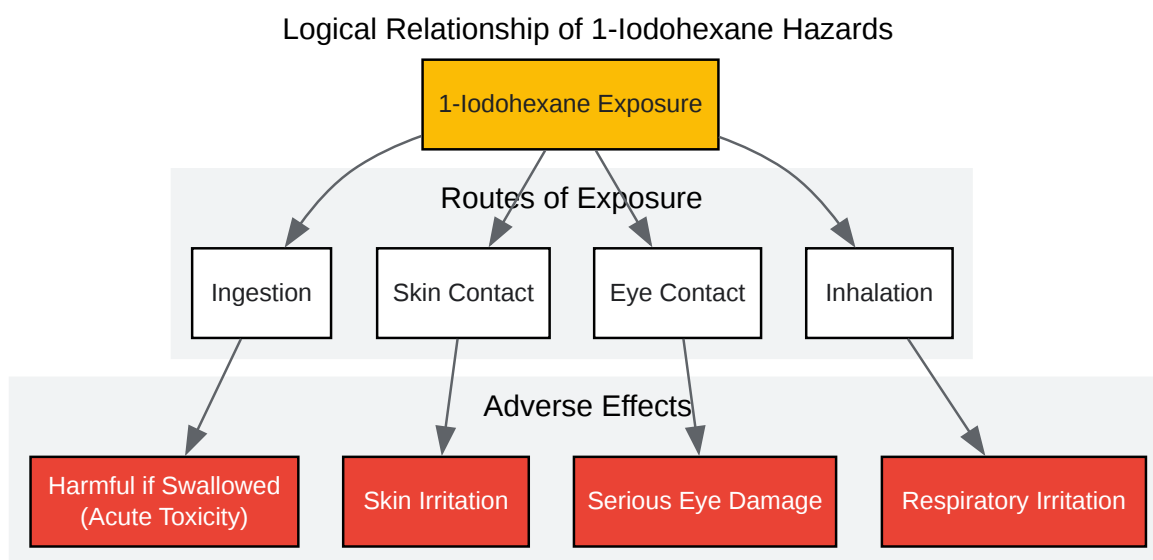 Logical Relationship of 1-Iodohexane Hazards
1-Iodohexane Exposure
Routes of Exposure
Ingestion
Skin Contact
Eye Contact
Inhalation
Adverse Effects
Harmful if Swallowed
(Acute Toxicity)
Skin Irritation
Serious Eye Damage
Respiratory Irritation